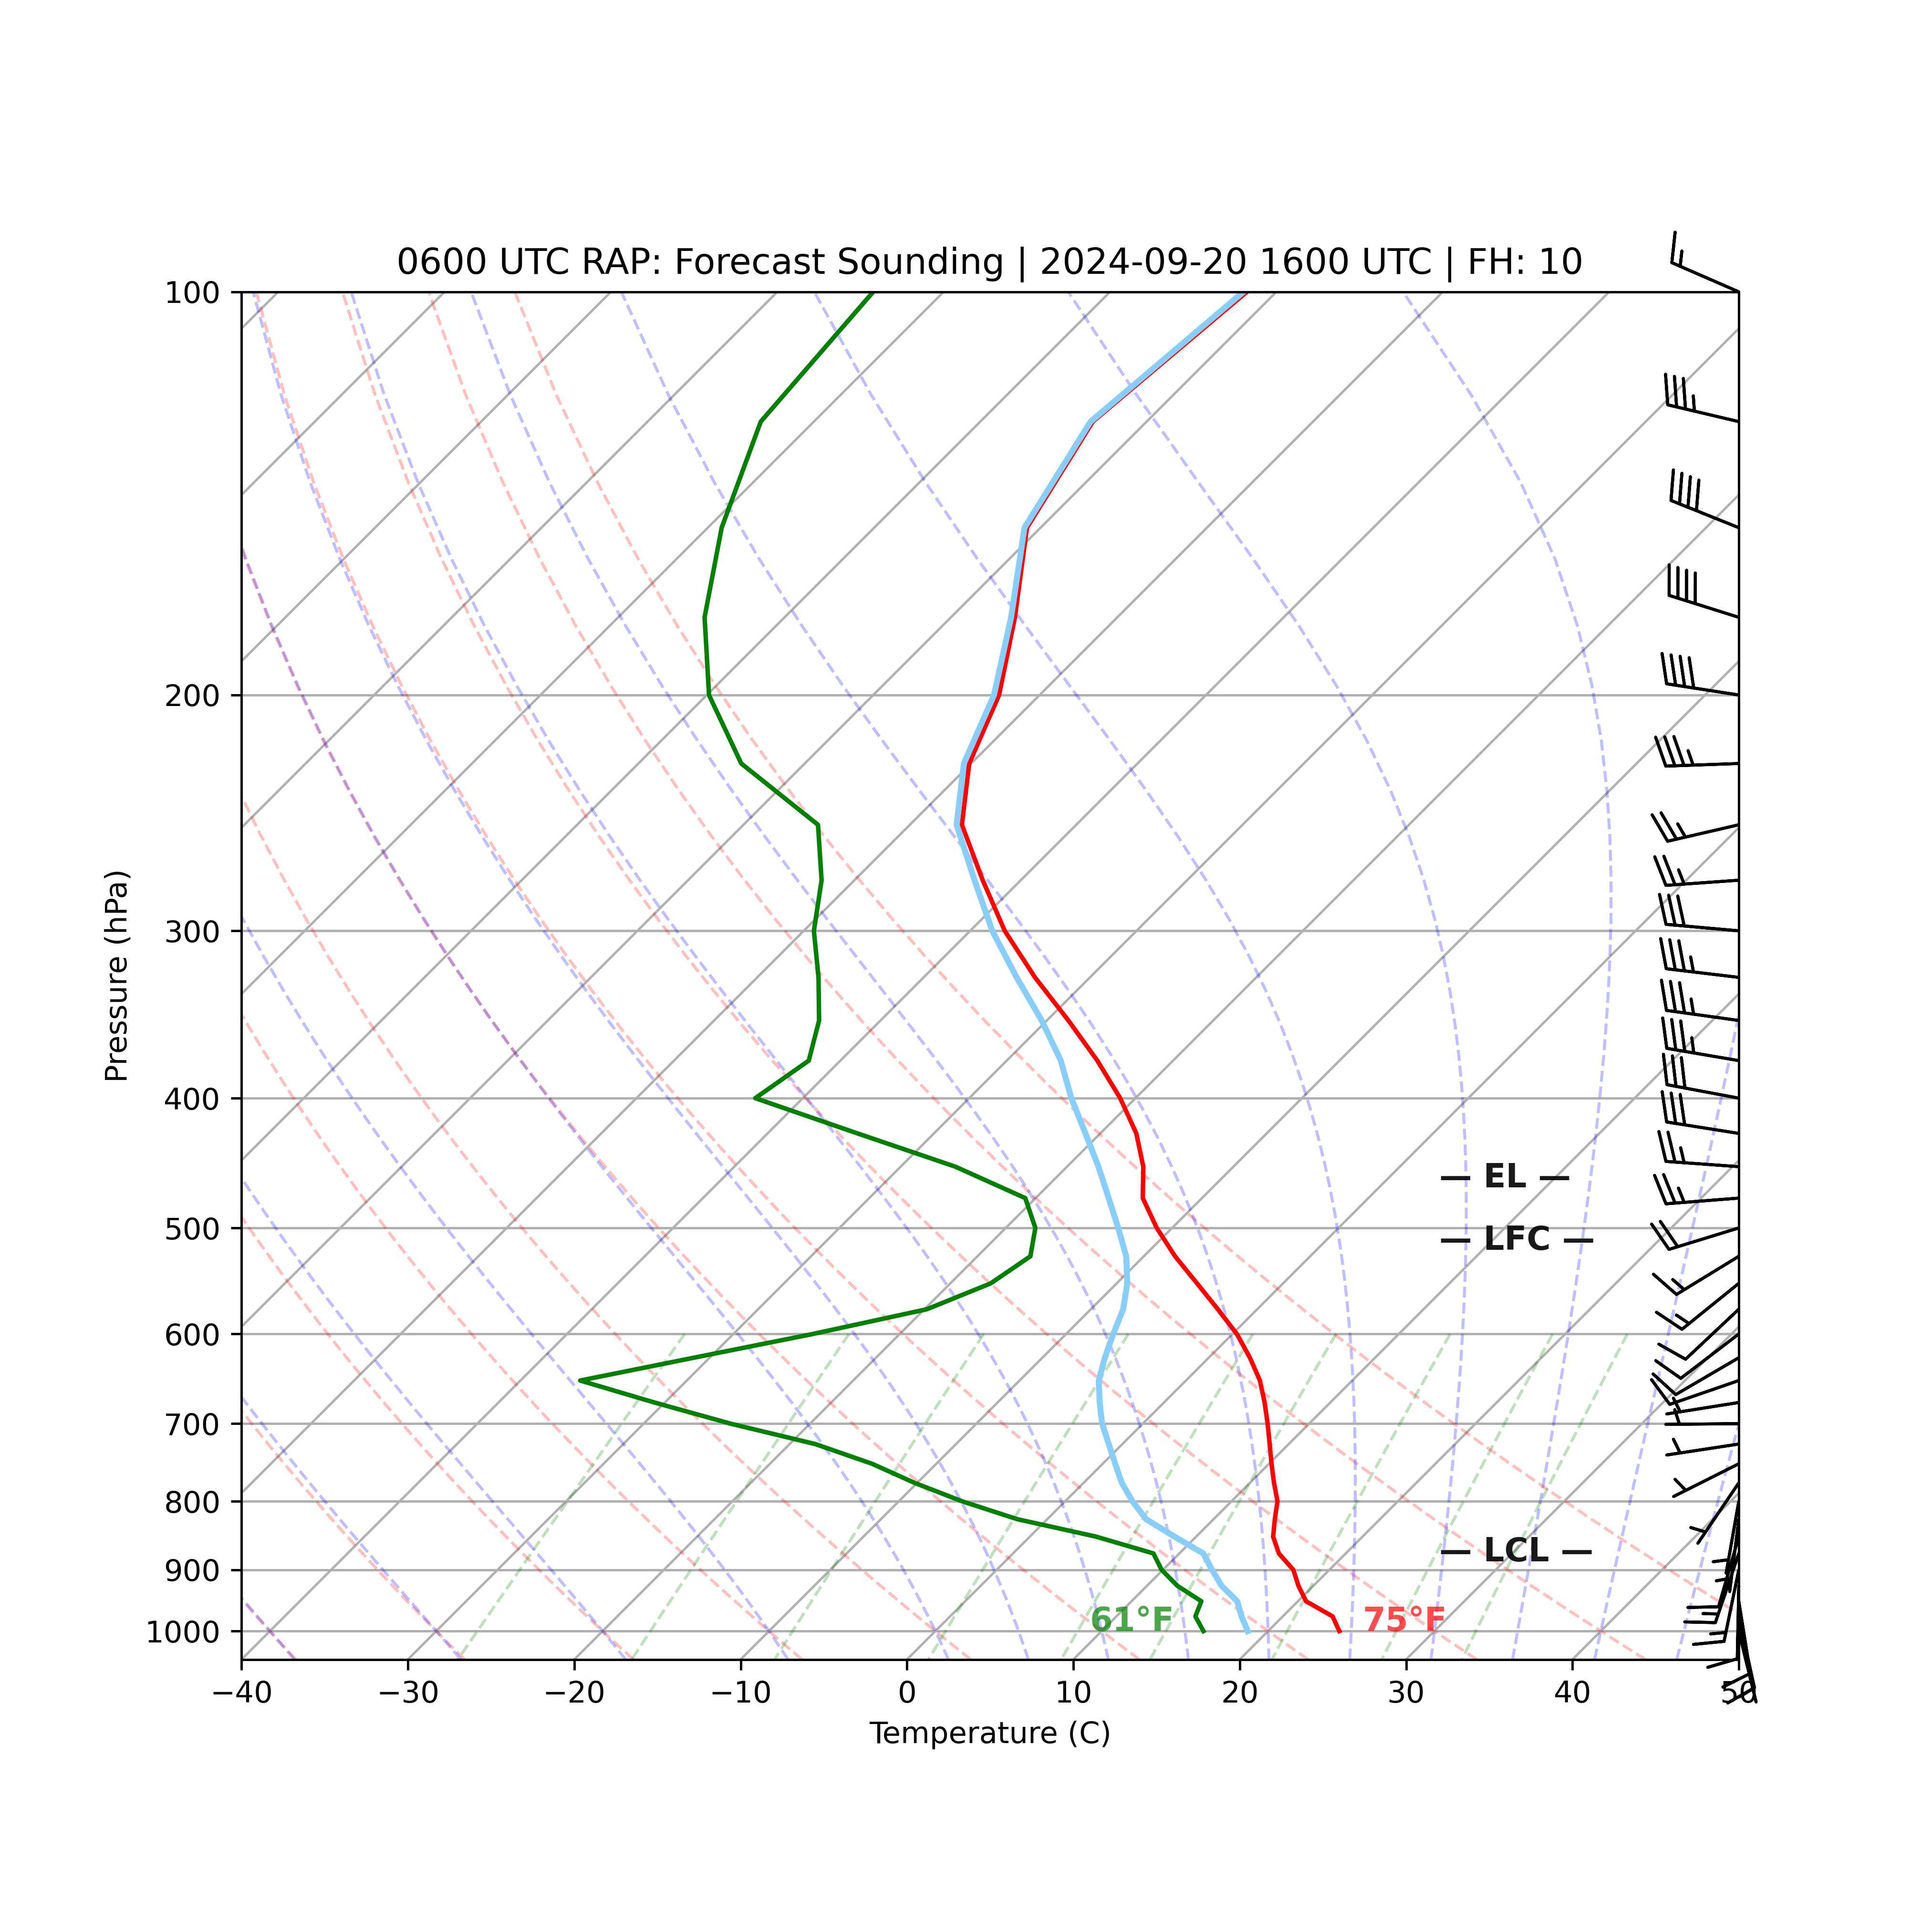 0600 UTC RAP: Forecast Sounding | 2024-09-20 1600 UTC | FH: 10
100
200
300
400
500
600
700
800
900
1000
Pressure (hPa)
— EL —
— LFC —
— LCL —
61°F
75°F
−40 −30 −20 −10 0 10 20 30 40 50
Temperature (C)